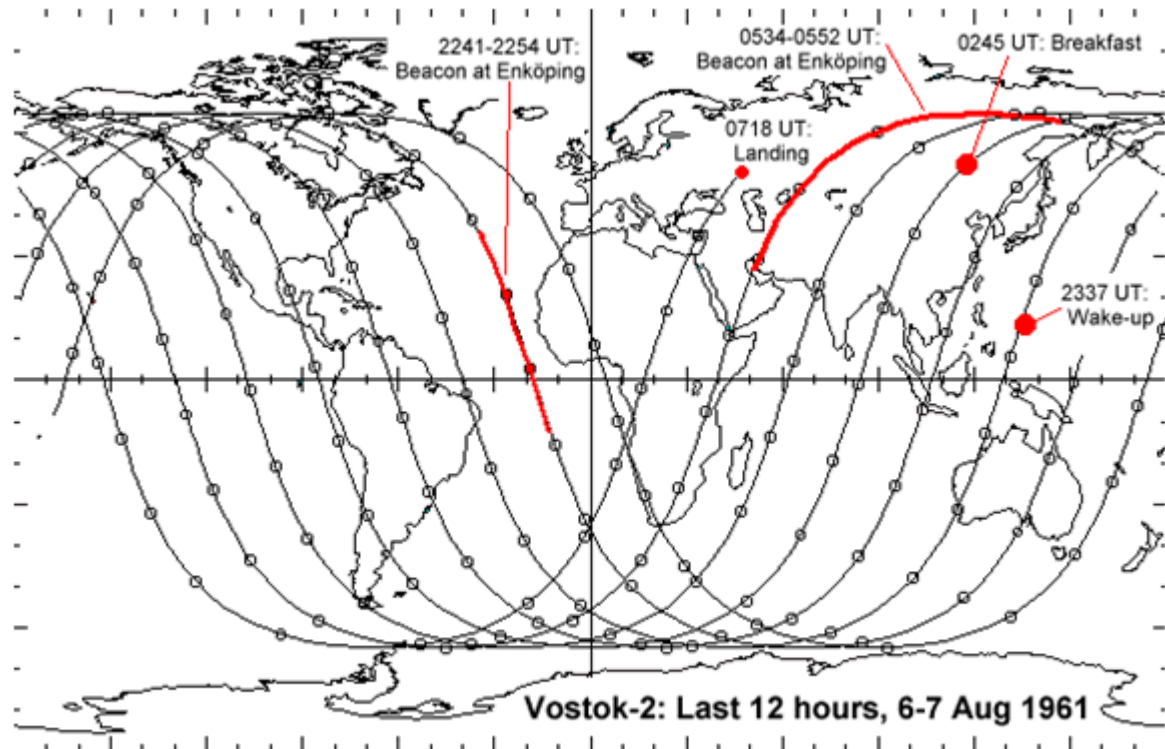 2241-2254 UT:
Beacon at Enköping
0534-0552 UT:
Beacon at Enköping
0245 UT: Breakfast
0718 UT:
Landing
2337 UT:
Wake-up
Vostok-2: Last 12 hours, 6-7 Aug 1961